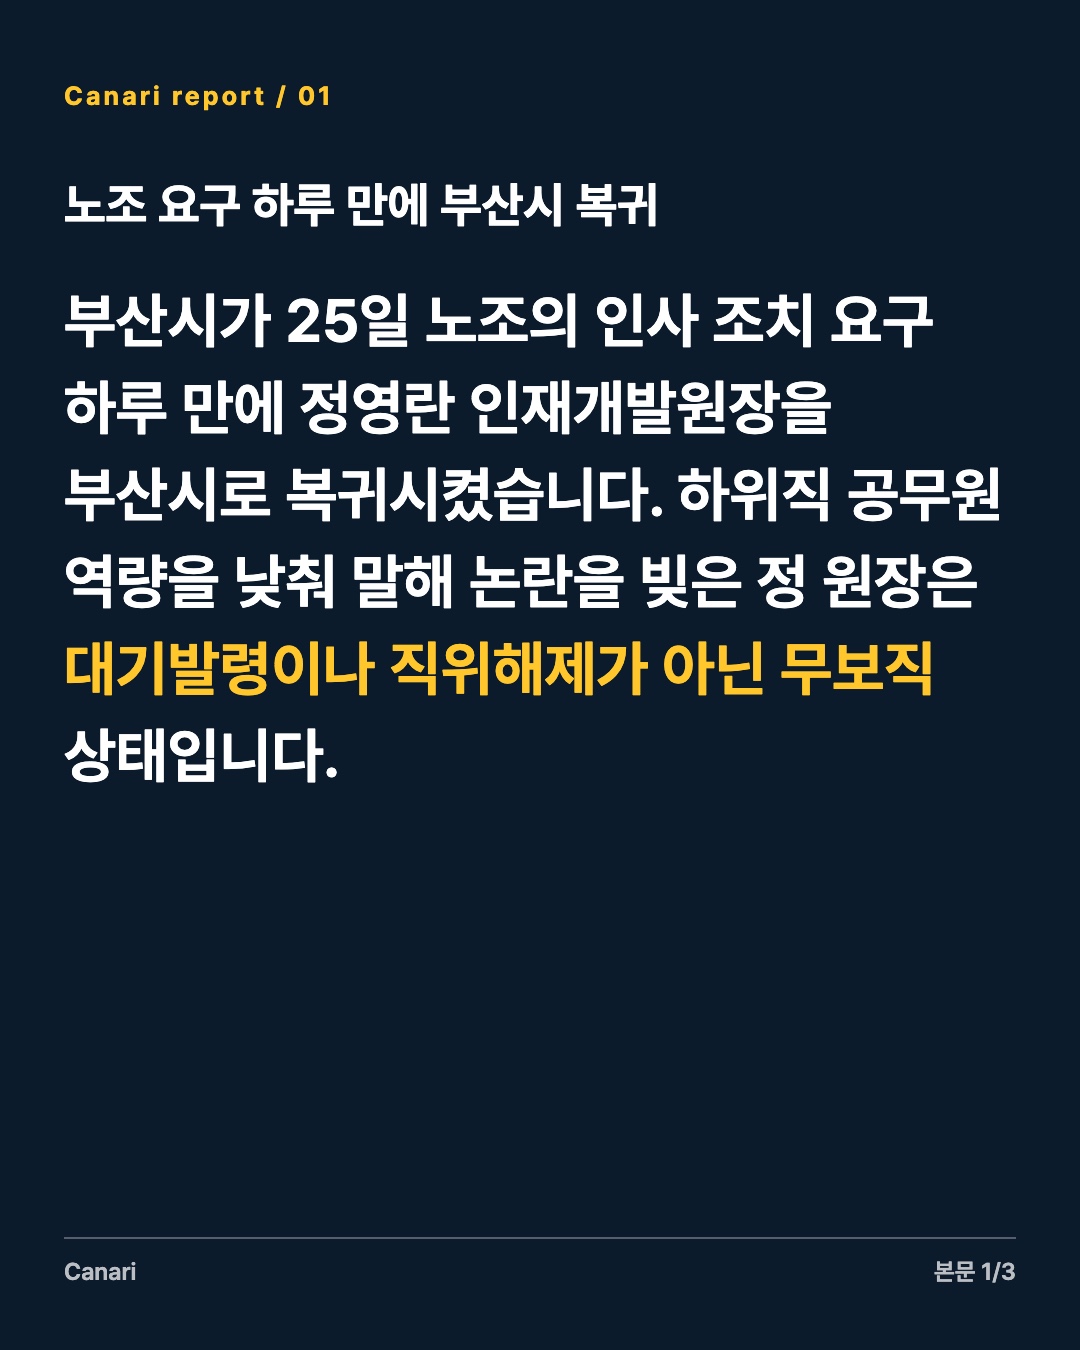 Canari report / 01
노조 요구 하루 만에 부산시 복귀
부산시가 25일 노조의 인사 조치 요구
하루 만에 정영란 인재개발원장을
부산시로 복귀시켰습니다. 하위직 공무원
역량을 낮춰 말해 논란을 빚은 정 원장은
대기발령이나 직위해제가 아닌 무보직
상태입니다.
Canari
본문 1/3